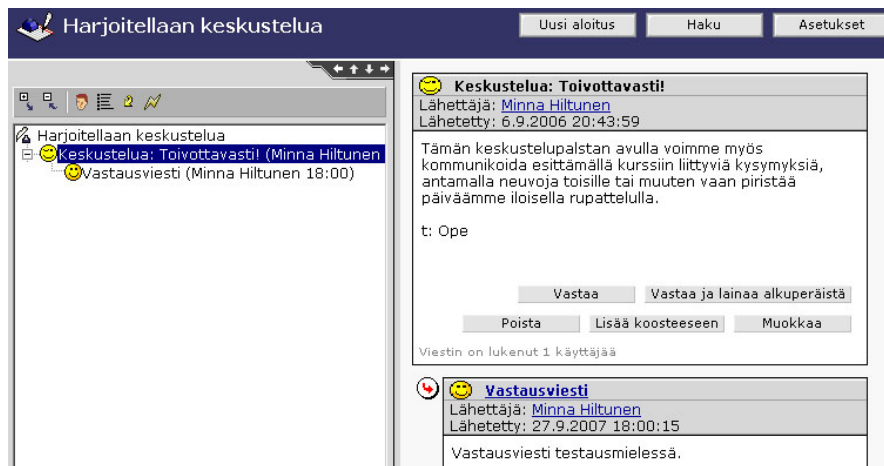 Harjoitellaan keskustelua
Uusi aloitus
Haku
Asetukset
Harjoitellaan keskustelua
Keskustelua: Toivottavasti! (Minna Hiltunen
Vastausviesti (Minna Hiltunen 18:00)
Keskustelua: Toivottavasti!
Lähettäjä: Minna Hiltunen
Lähetetty: 6.9.2006 20:43:59
Tämän keskustelupalstan avulla voimme myös
kommunikoida esittämällä kurssiin liittyviä kysymyksiä,
antamalla neuvoja toisille tai muuten vaan piristää
päiväämme iloisella rupattelulla.
t: Ope
Vastaa
Vastaa ja lainaa alkuperäistä
Poista
Lisää koosteeseen
Muokkaa
Viestin on lukenut 1 käyttäjää
Vastausviesti
Lähettäjä: Minna Hiltunen
Lähetetty: 27.9.2007 18:00:15
Vastausviesti testausmielessä.